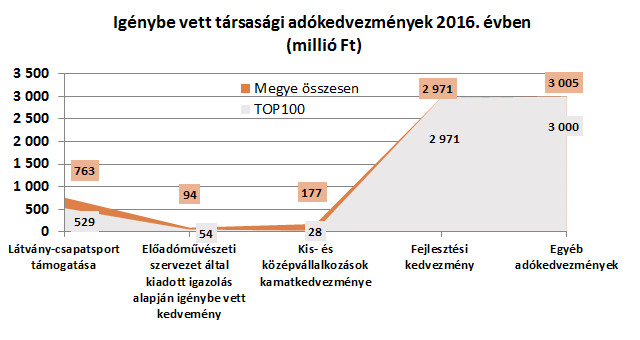 Igénybe vett társasági adókedvezmények 2016. évben
(millió Ft)
3 500
3 000
2 500
2 000
1 500
1 000
500
0
Megye összesen
TOP100
763
94
177
2 971
3 005
529
54
28
2 971
3 000
Látvány-csapatsport
támogatása
Előadóművészeti
szervezet által
kiadott igazolás
alapján igénybe vett
kedvemény
Kis- és
középvállalkozások
kamatkedvezménye
Fejlesztési
kedvezmény
Egyéb
adókedvezmények